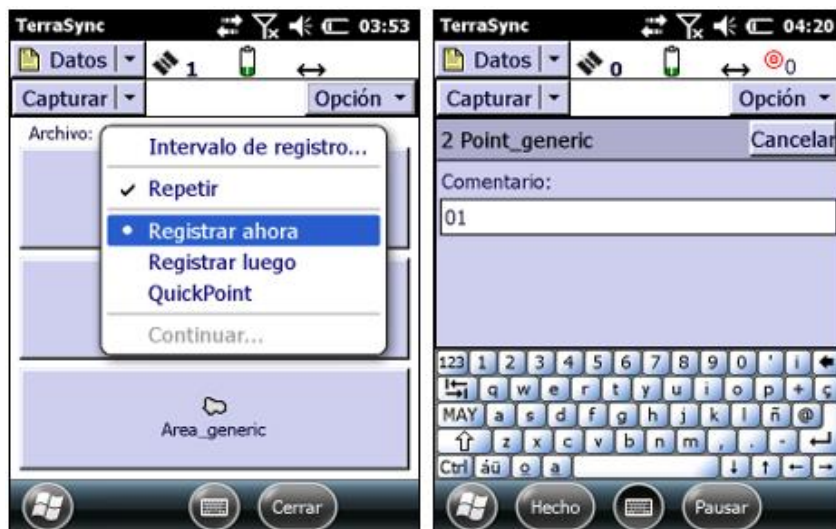 TerraSync 03:53
Datos 1
Capturar Opción
Archivo:
Intervalo de registro...
Repetir
Registrar ahora
Registrar luego
QuickPoint
Continuar...
Area_generic
Cerrar
TerraSync 04:20
Datos 0 0
Capturar Opción
2 Point_generic Cancelar
Comentario:
01
123 1 2 3 4 5 6 7 8 9 0 ' ¡
q w e r t y u i o p + ç
MAY a s d f g h j k l ñ @
z x c v b n m , . -
Ctrl áü o a
Hecho Pausar